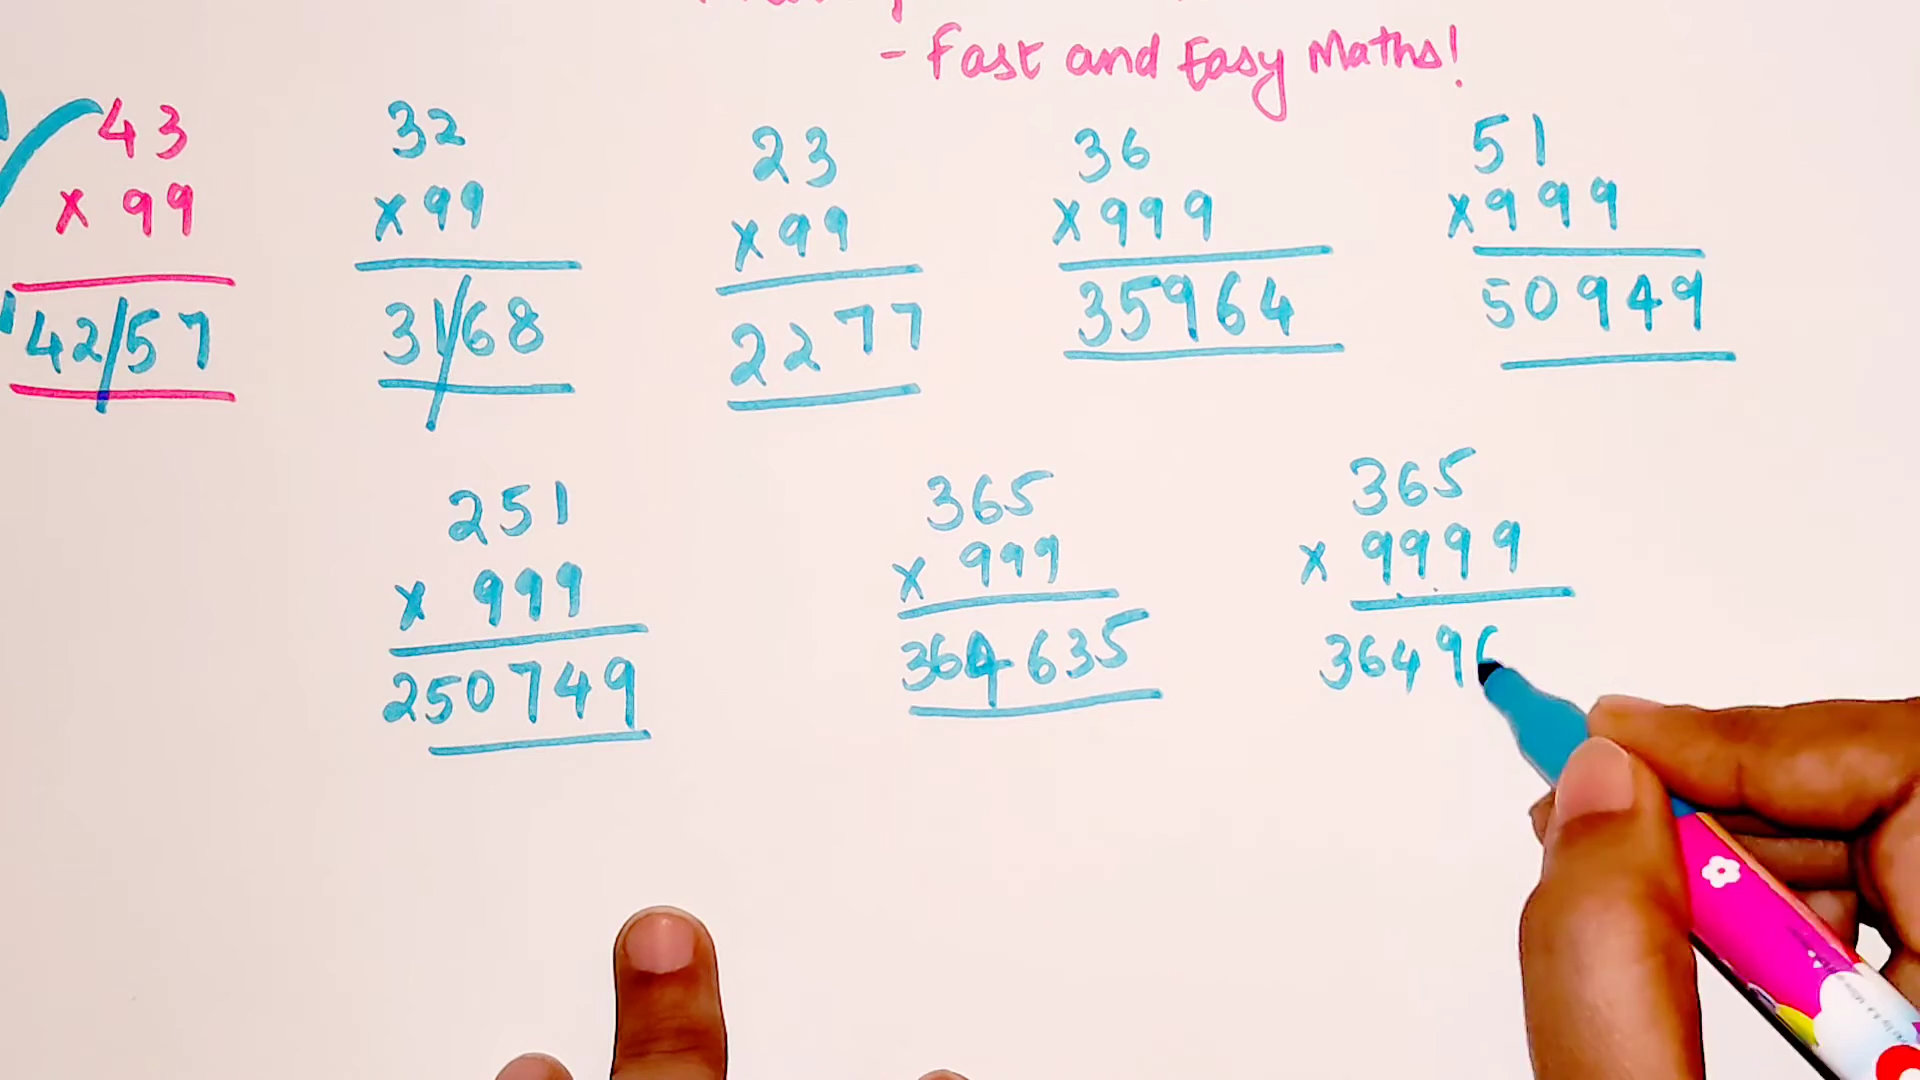 - Fast and Easy Maths!
43
x 99
42/57
32
x 99
31/68
23
x 99
2277
36
x 999
35964
51
x 999
50949
251
x 999
250749
365
x 999
364635
365
x 9999
36496